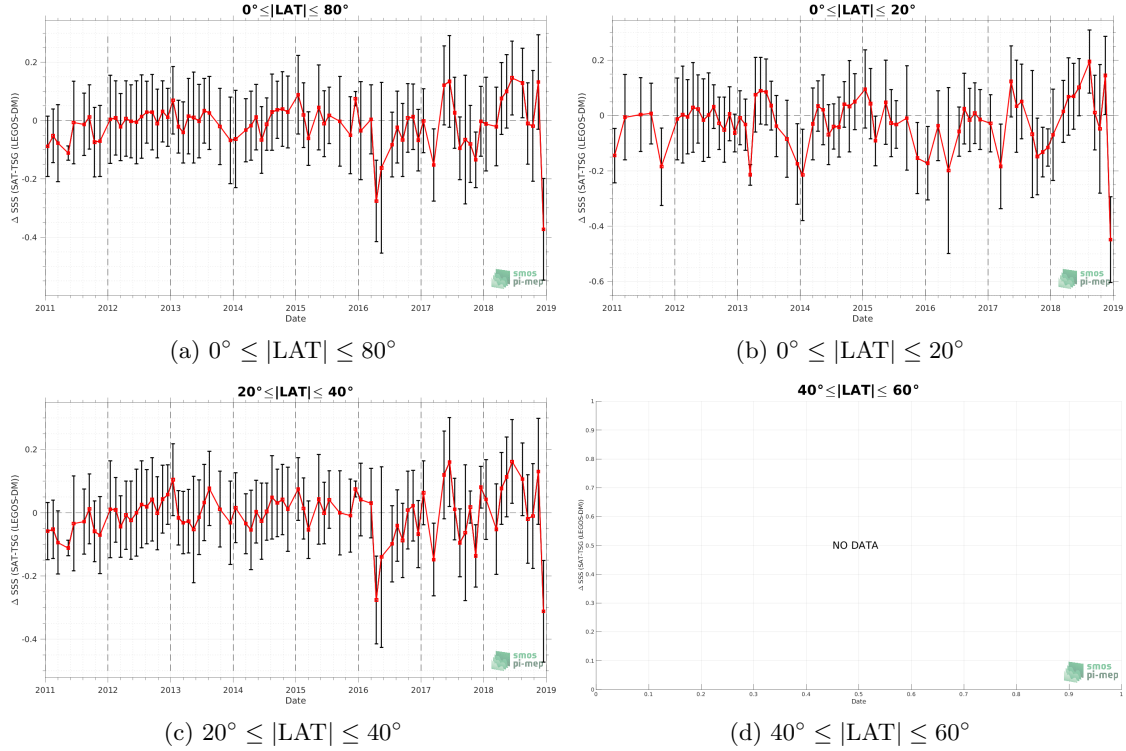 0°≤|LAT|≤ 80°
0.2
0
-0.2
-0.4
Δ SSS (SAT-TSG (LEGOS-DM))
2011 2012 2013 2014 2015 2016 2017 2018 2019
Date
smos
pi-mep
(a) 0° ≤ |LAT| ≤ 80°
0°≤|LAT|≤ 20°
0.2
0
-0.2
-0.4
-0.6
Δ SSS (SAT-TSG (LEGOS-DM))
2011 2012 2013 2014 2015 2016 2017 2018 2019
Date
smos
pi-mep
(b) 0° ≤ |LAT| ≤ 20°
20°≤|LAT|≤ 40°
0.2
0
-0.2
-0.4
Δ SSS (SAT-TSG (LEGOS-DM))
2011 2012 2013 2014 2015 2016 2017 2018 2019
Date
smos
pi-mep
(c) 20° ≤ |LAT| ≤ 40°
40°≤|LAT|≤ 60°
1
0.9
0.8
0.7
0.6
0.5
0.4
0.3
0.2
0.1
0
Δ SSS (SAT-TSG (LEGOS-DM))
NO DATA
0 0.1 0.2 0.3 0.4 0.5 0.6 0.7 0.8 0.9 1
Date
smos
pi-mep
(d) 40° ≤ |LAT| ≤ 60°